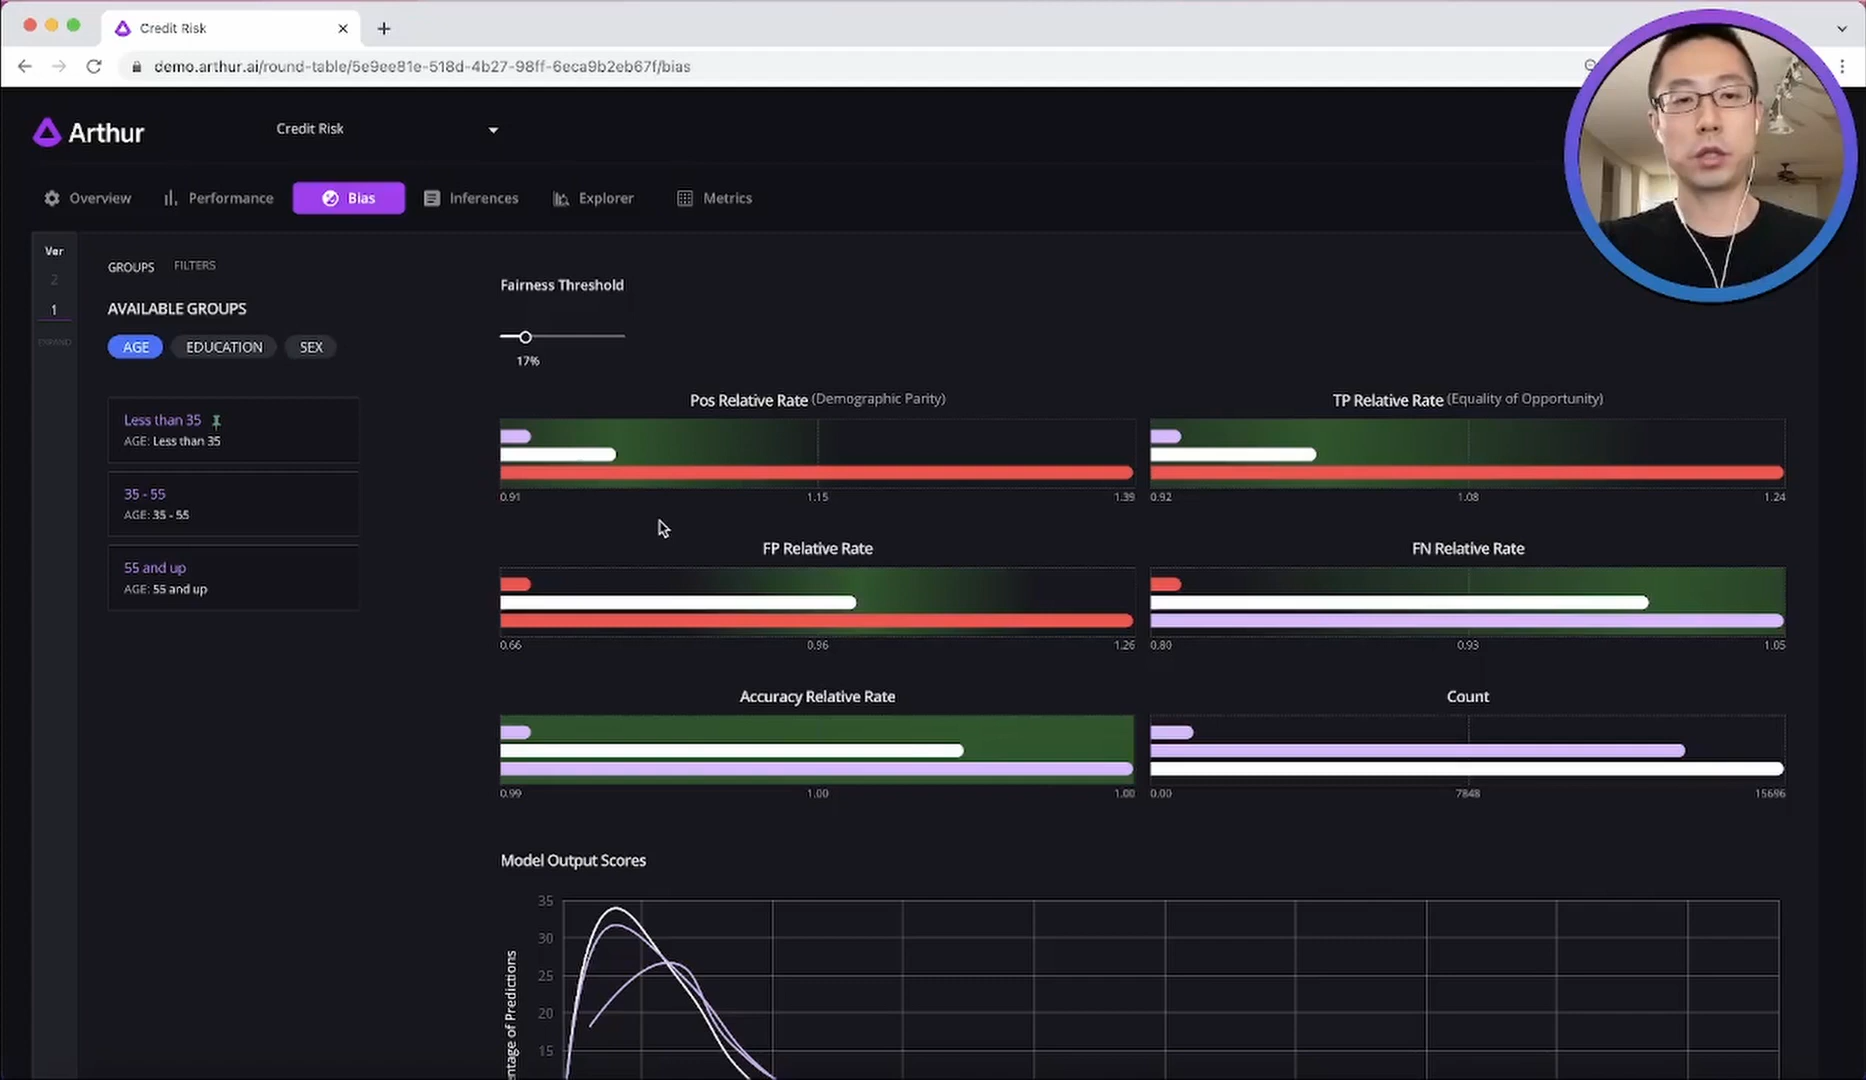 Credit Risk
demo.arthur.ai/round-table/5e9ee81e-518d-4b27-98ff-6eca9b2eb67f/bias
Arthur
Credit Risk
Overview
Performance
Bias
Inferences
Explorer
Metrics
Ver
2
1
EXPAND
GROUPS
FILTERS
AVAILABLE GROUPS
AGE
EDUCATION
SEX
Less than 35
AGE: Less than 35
35 - 55
AGE: 35 - 55
55 and up
AGE: 55 and up
Fairness Threshold
17%
Pos Relative Rate (Demographic Parity)
0.91 1.15 1.39
TP Relative Rate (Equality of Opportunity)
0.92 1.08 1.24
FP Relative Rate
0.66 0.96 1.26
FN Relative Rate
0.80 0.93 1.05
Accuracy Relative Rate
0.99 1.00 1.00
Count
0.00 7848 15696
Model Output Scores
35
30
25
20
15
of Predictions